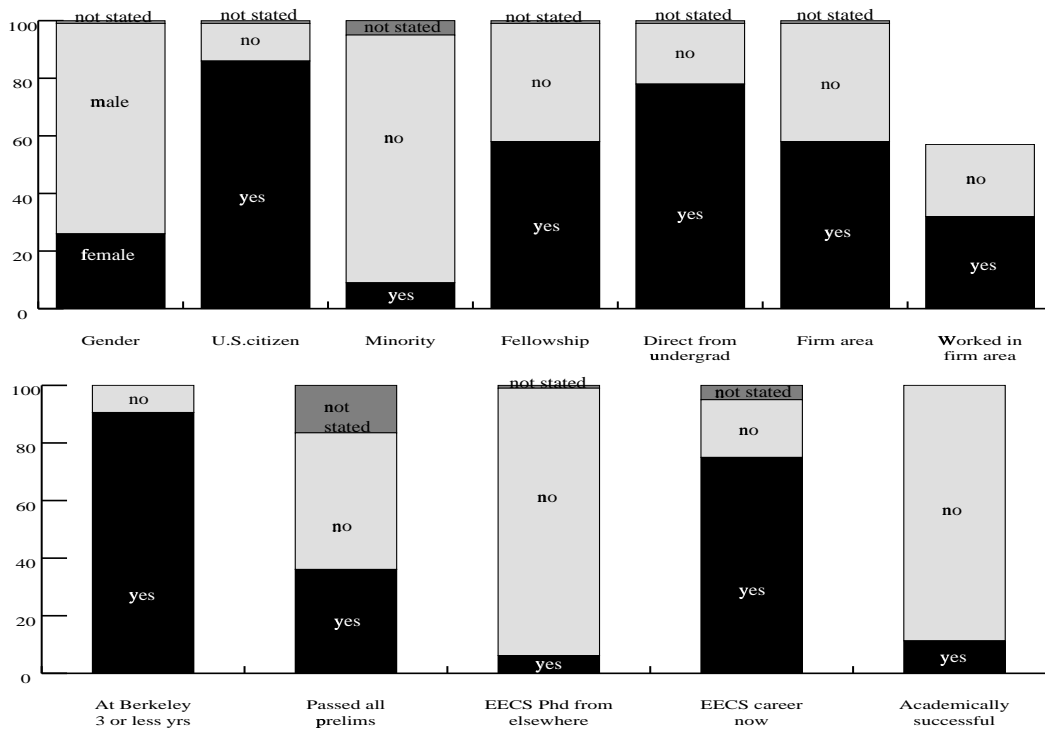 not stated not stated not stated not stated not stated
100
not stated
no
no
no
no
80
male
no
60
no
40
yes
yes
yes
yes
20
female
yes
yes
0
Gender U.S.citizen Minority Fellowship Direct from Firm area Worked in
undergrad firm area
100
not stated
not stated
no
not
stated
80
no
60
no
no
no
40
yes
yes
yes
20
yes
yes
0
At Berkeley Passed all EECS Phd from EECS career Academically
3 or less yrs prelims elsewhere now successful